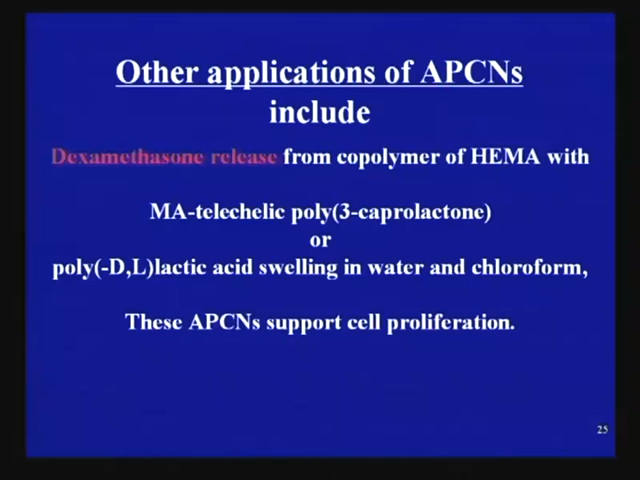 Other applications of APCNs
include
Dexamethasone release from copolymer of HEMA with
MA-telechelic poly(3-caprolactone)
or
poly(-D,L)lactic acid swelling in water and chloroform,
These APCNs support cell proliferation.
25